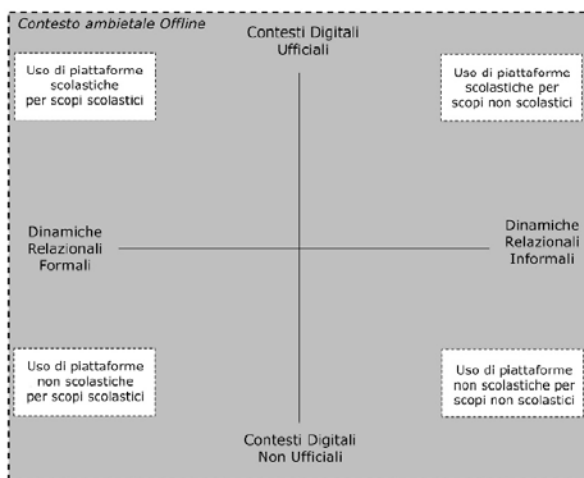 Contesto ambietale Offline
Contesti Digitali
Ufficiali
Uso di piattaforme
scolastiche
per scopi scolastici
Uso di piattaforme
scolastiche per
scopi non scolastici
Dinamiche
Relazionali
Formali
Dinamiche
Relazionali
Informali
Uso di piattaforme
non scolastiche
per scopi scolastici
Uso di piattaforme
non scolastiche per
scopi non scolastici
Contesti Digitali
Non Ufficiali